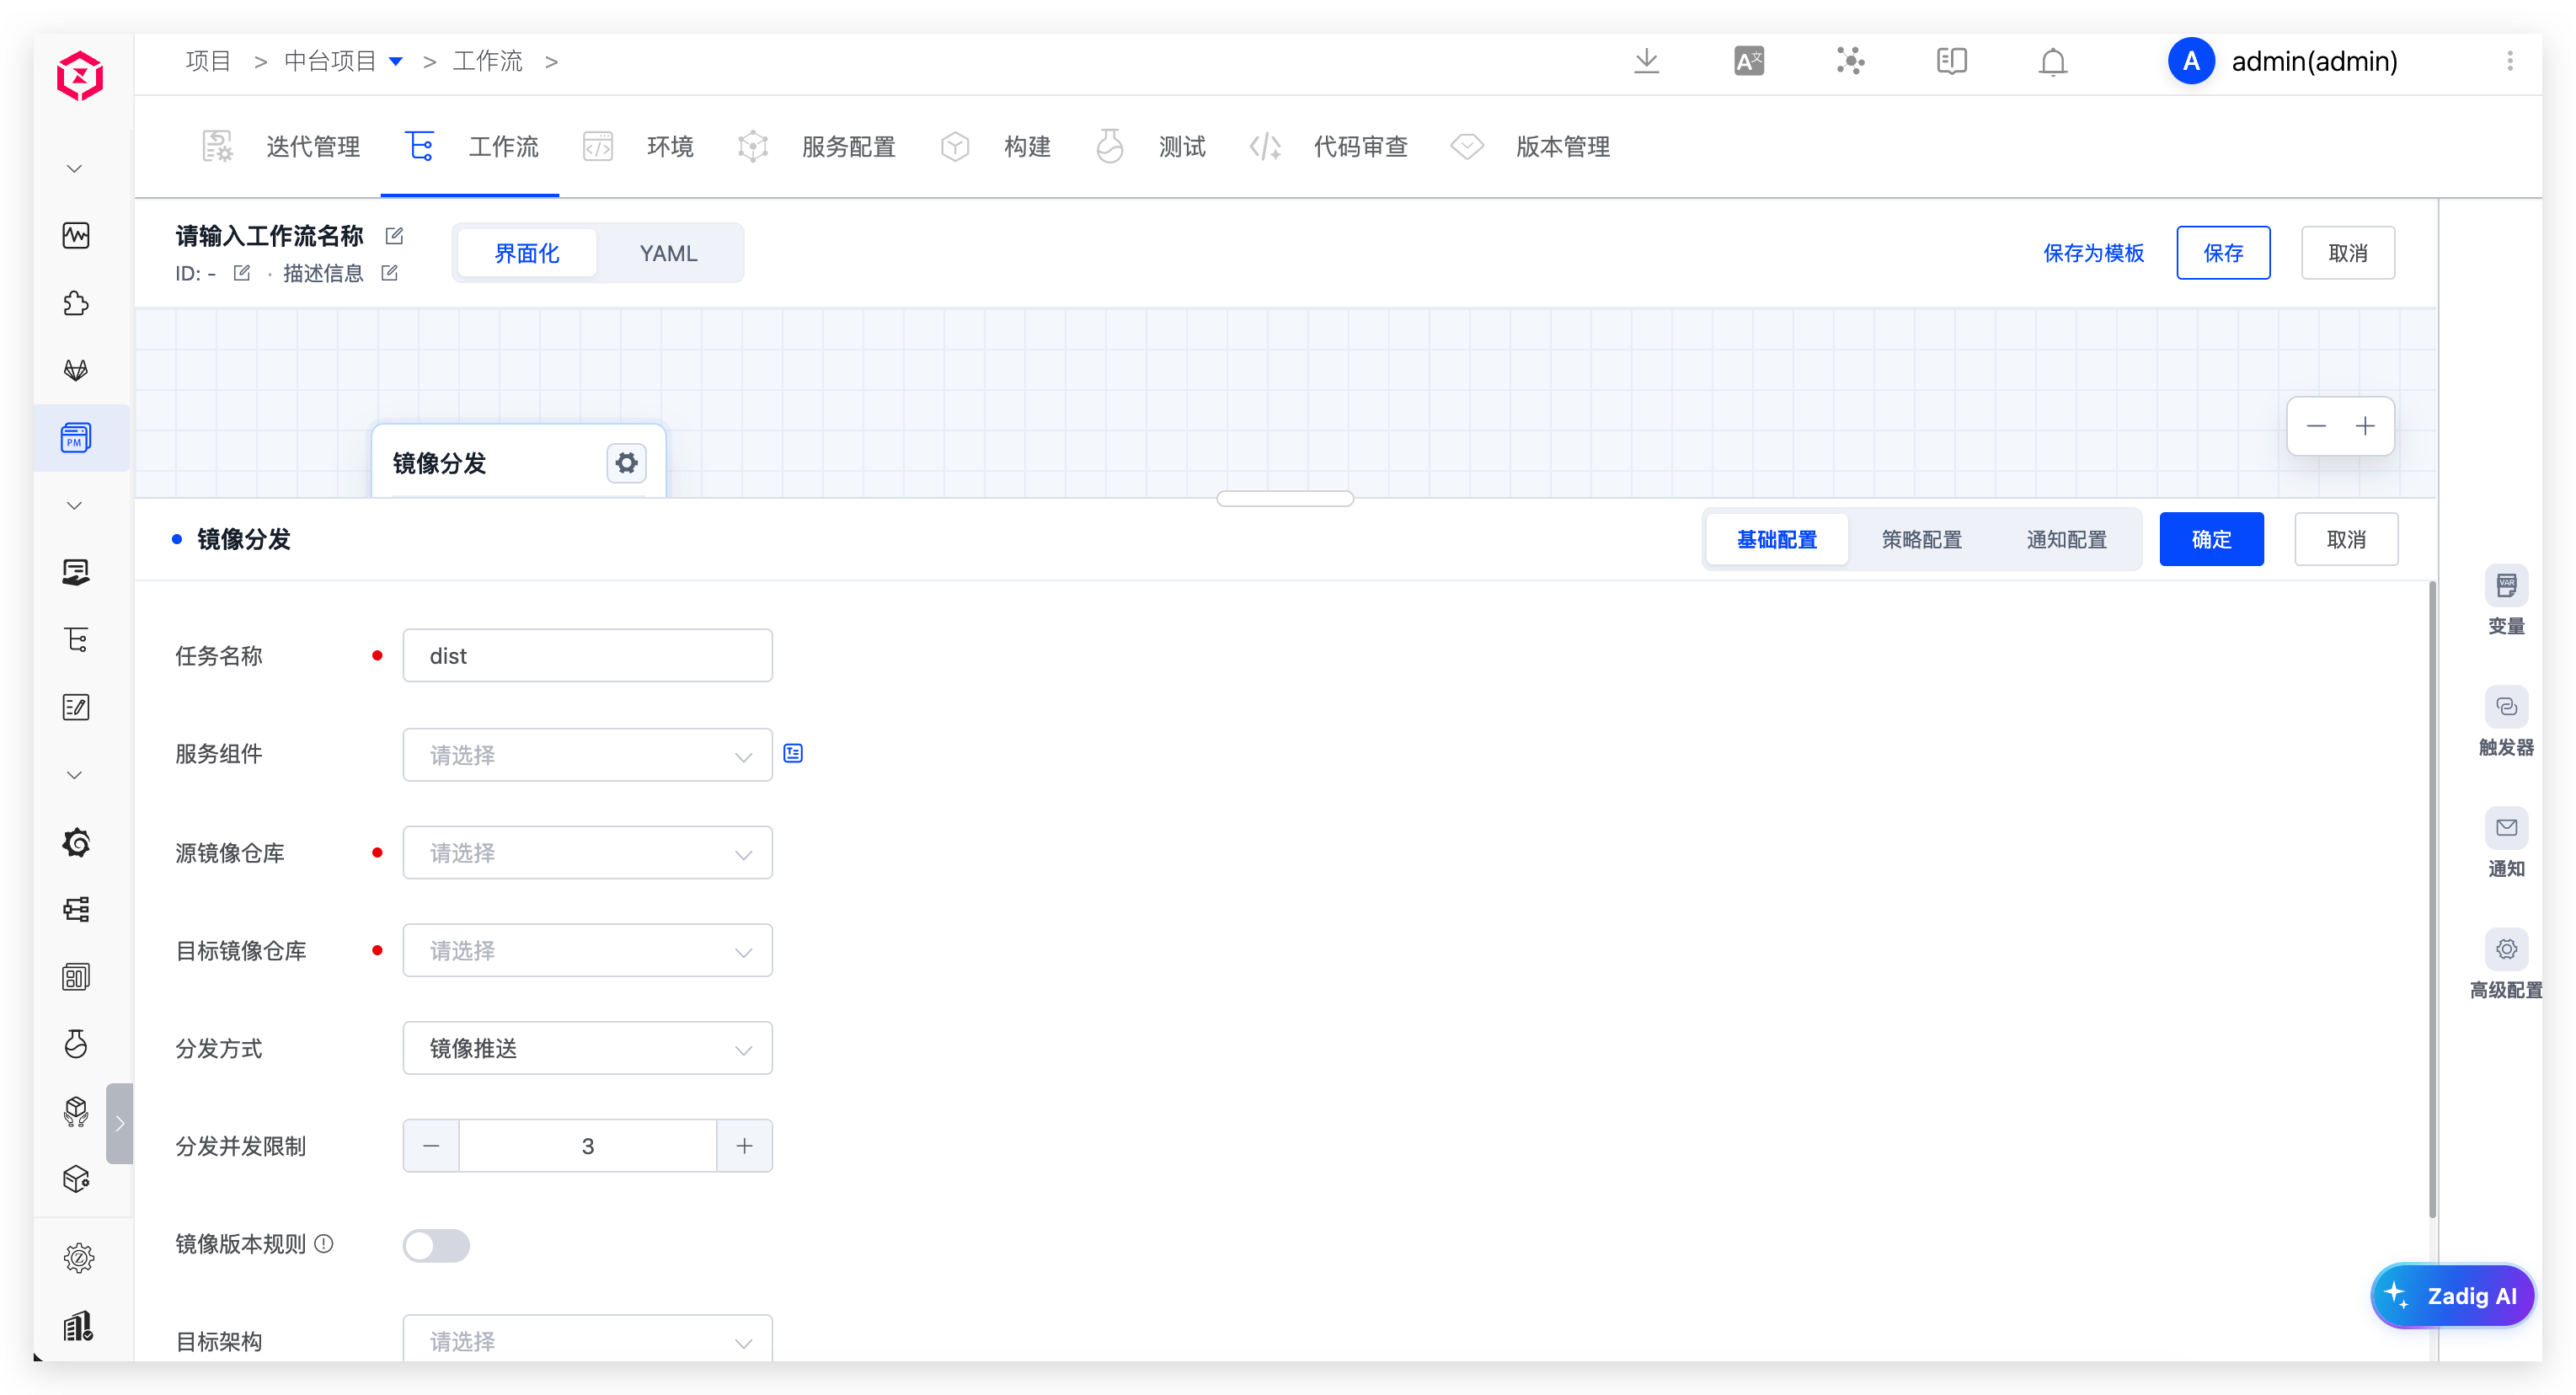 项目 > 中台项目 > 工作流 >
A文
A admin(admin)
迭代管理 工作流 环境 服务配置 构建 测试 代码审查 版本管理
请输入工作流名称
ID: - · 描述信息
界面化 YAML
保存为模板 保存 取消
PM
镜像分发
镜像分发
基础配置 策略配置 通知配置 确定 取消
任务名称 dist
服务组件 请选择
源镜像仓库 请选择
目标镜像仓库 请选择
分发方式 镜像推送
分发并发限制 − 3 +
镜像版本规则
目标架构 请选择
VAR
变量
触发器
通知
高级配置
Zadig AI